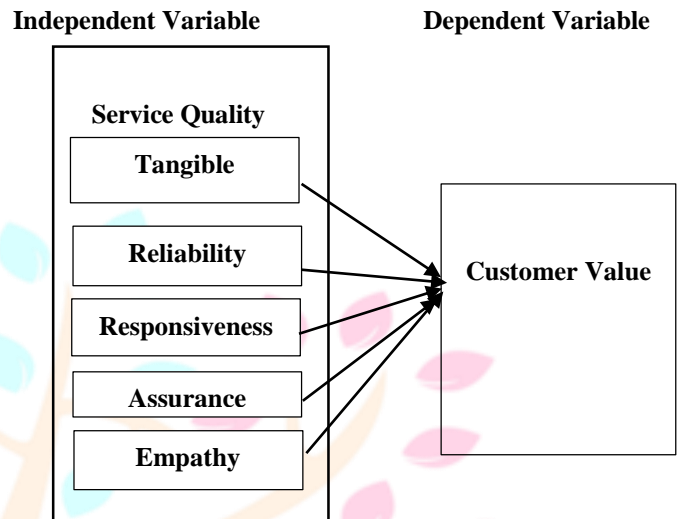 Independent Variable
Dependent Variable
Service Quality
Tangible
Reliability
Responsiveness
Assurance
Empathy
Customer Value